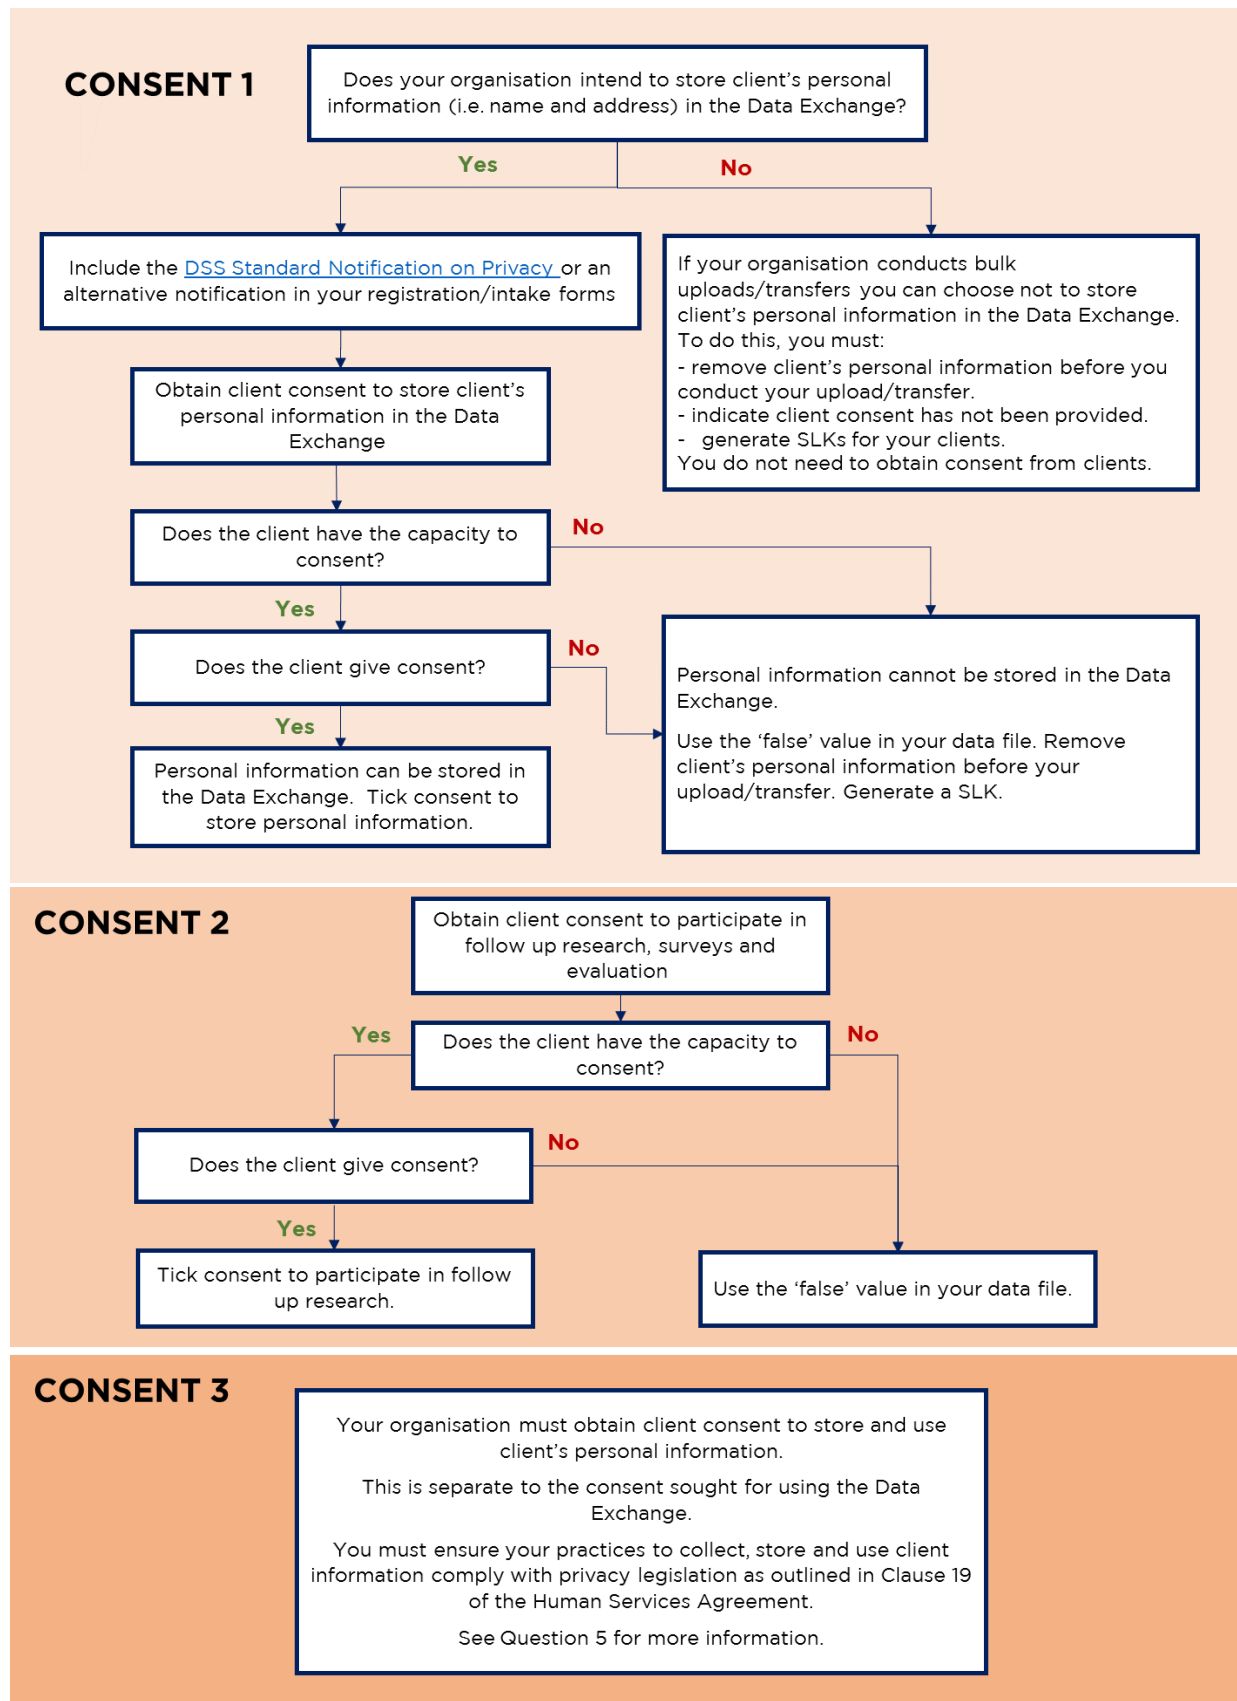 CONSENT 1
Does your organisation intend to store client's personal
information (i.e. name and address) in the Data Exchange?
Yes
No
Include the DSS Standard Notification on Privacy or an
alternative notification in your registration/intake forms
If your organisation conducts bulk
uploads/transfers you can choose not to store
client's personal information in the Data Exchange.
To do this, you must:
- remove client's personal information before you
conduct your upload/transfer.
- indicate client consent has not been provided.
- generate SLKs for your clients.
You do not need to obtain consent from clients.
Obtain client consent to store client's
personal information in the Data
Exchange
Does the client have the capacity to
consent?
No
Yes
Does the client give consent?
No
Yes
Personal information can be stored in
the Data Exchange. Tick consent to
store personal information.
Personal information cannot be stored in the Data
Exchange.
Use the ‘false’ value in your data file. Remove
client's personal information before your
upload/transfer. Generate a SLK.
CONSENT 2
Obtain client consent to participate in
follow up research, surveys and
evaluation
Yes
Does the client have the capacity to
consent?
No
Does the client give consent?
No
Yes
Tick consent to participate in follow
up research.
Use the ‘false’ value in your data file.
CONSENT 3
Your organisation must obtain client consent to store and use
client's personal information.
This is separate to the consent sought for using the Data
Exchange.
You must ensure your practices to collect, store and use client
information comply with privacy legislation as outlined in Clause 19
of the Human Services Agreement.
See Question 5 for more information.